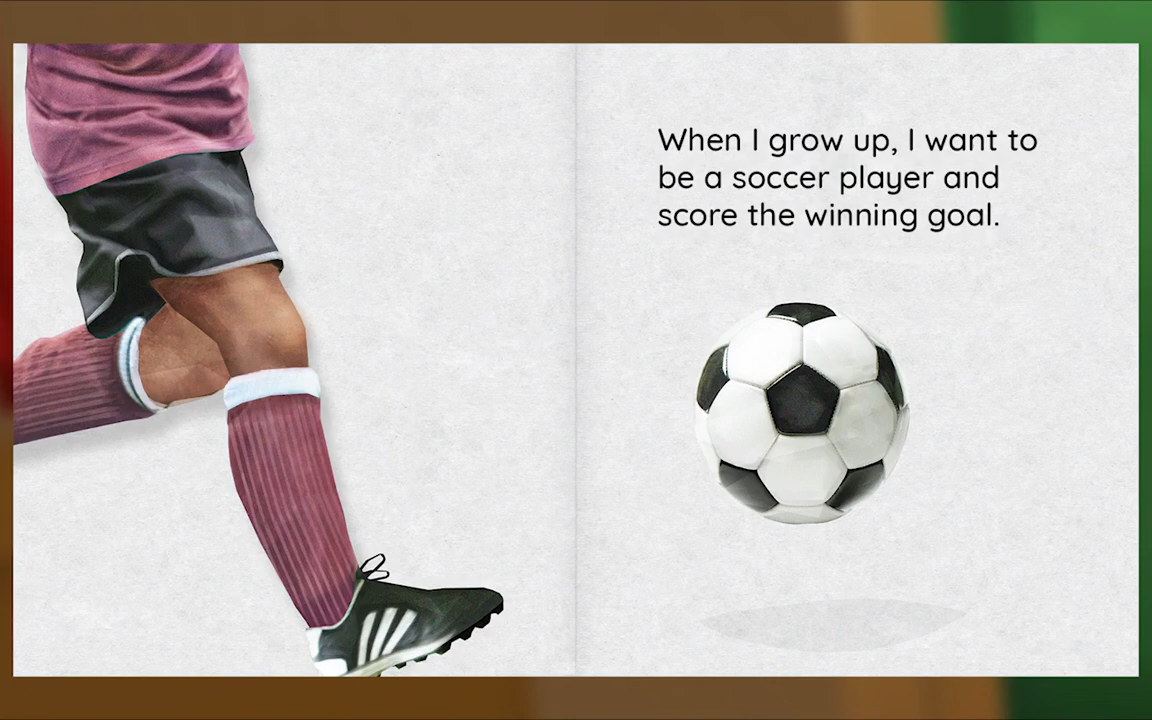 When I grow up, I want to
be a soccer player and
score the winning goal.